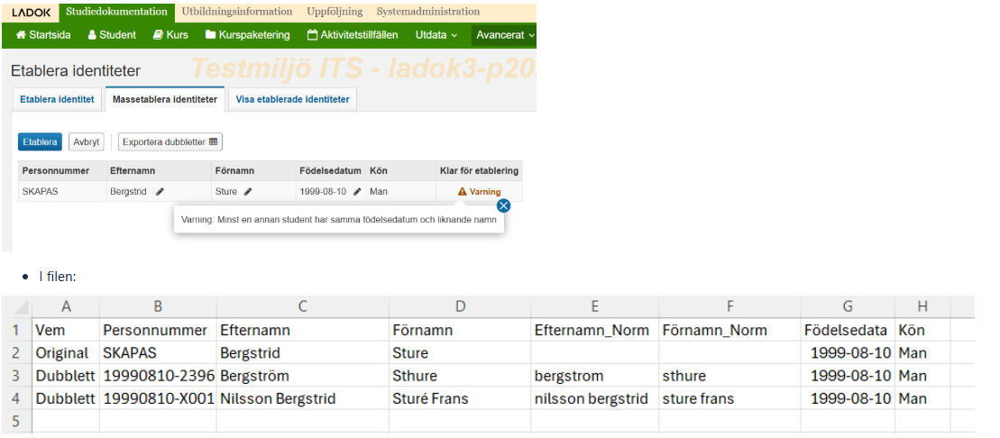 LADOK Studiedokumentation Utbildningsinformation Uppföljning Systemadministration
Startsida Student Kurs Kurspaketering Aktivitetstillfällen Utdata Avancerat
Etablera identiteter Testmiljö ITS - ladok3-p20
Etablera identitet Massetablera identiteter Visa etablerade identiteter
Etablera Avbryt Exportera dubbletter
Personnummer Efternamn Förnamn Födelsedatum Kön Klar för etablering
SKAPAS Bergstrid Sture 1999-08-10 Man Varning
Varning: Minst en annan student har samma födelsedatum och liknande namn
• I filen:
A B C D E F G H
1 Vem Personnummer Efternamn Förnamn Efternamn_Norm Förnamn_Norm Födelsedata Kön
2 Original SKAPAS Bergstrid Sture 1999-08-10 Man
3 Dubblett 19990810-2396 Bergström Sthure bergstrom sthure 1999-08-10 Man
4 Dubblett 19990810-X001 Nilsson Bergstrid Sturé Frans nilsson bergstrid sture frans 1999-08-10 Man
5